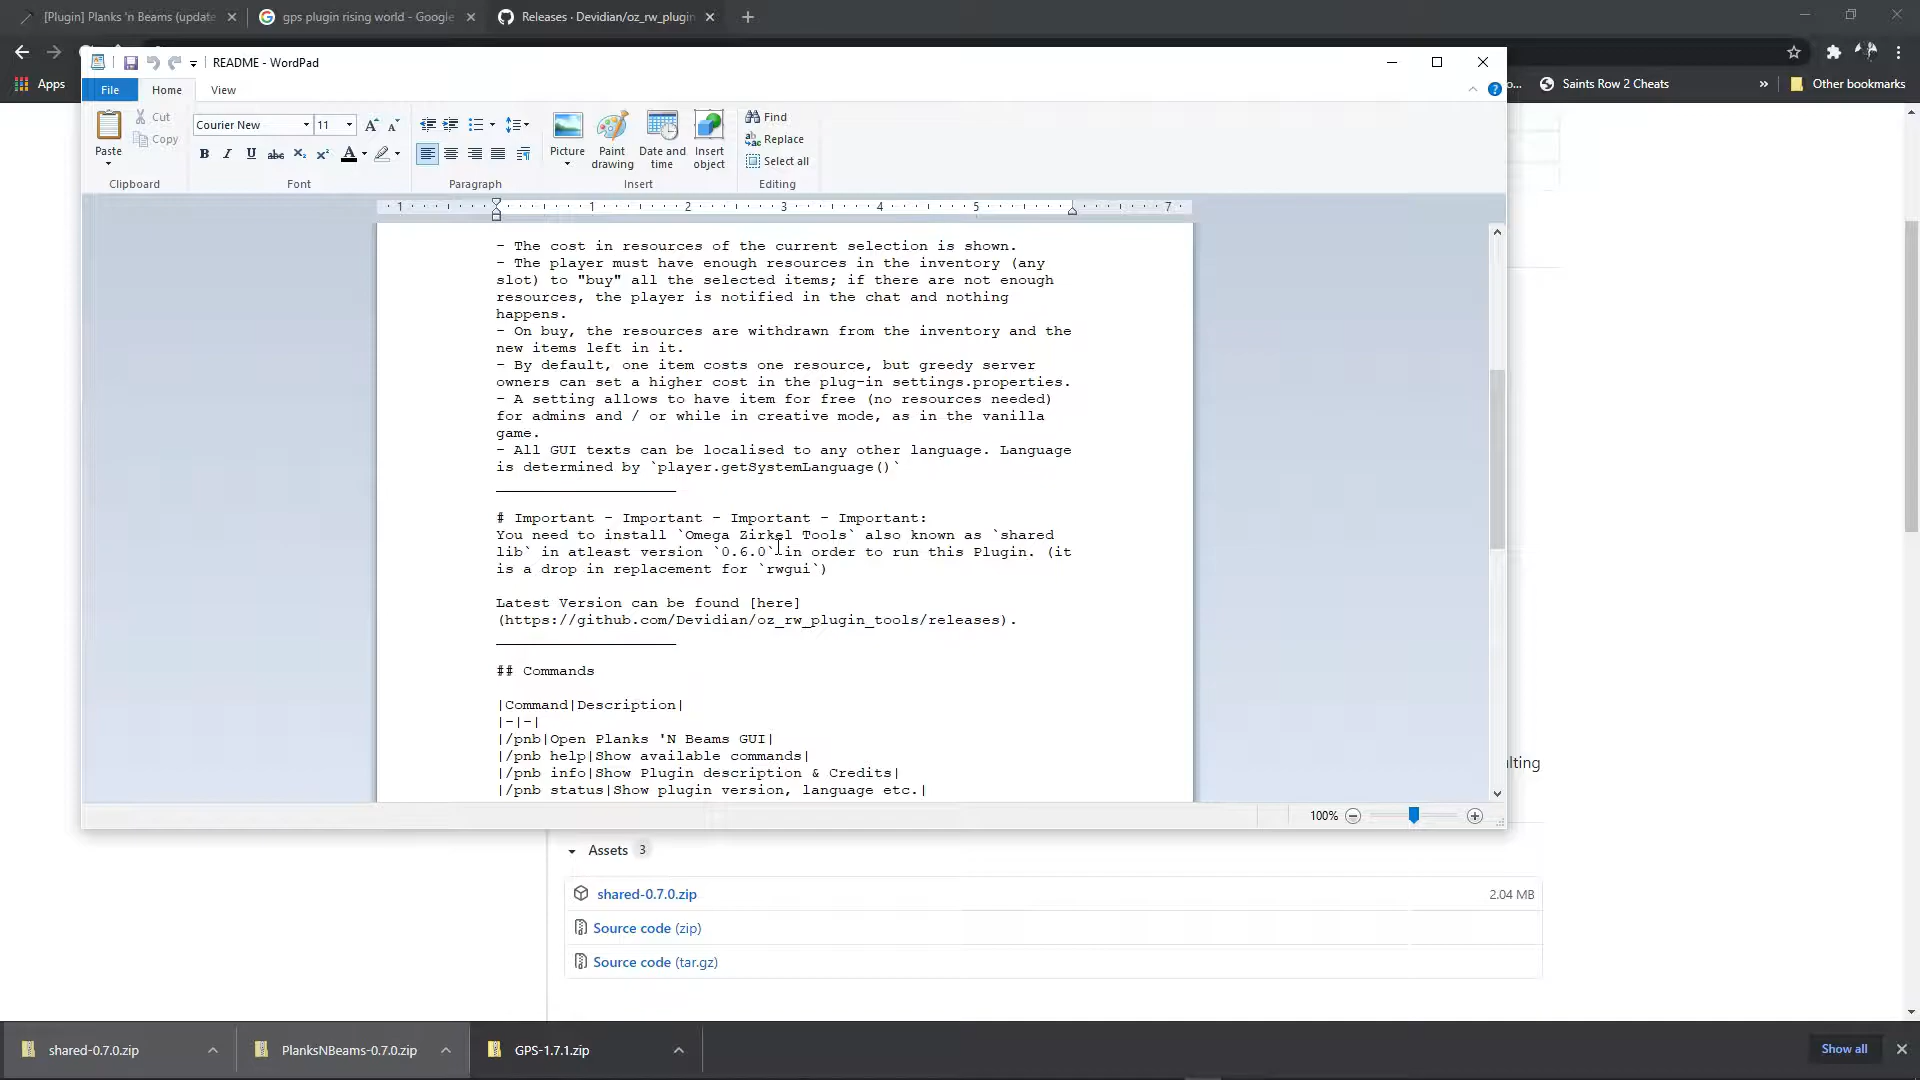 [Plugin] Planks 'n Beams (update
gps plugin rising world - Google
Releases · Devidian/oz_rw_plugin
README - WordPad
Apps
Saints Row 2 Cheats
»
Other bookmarks
File
Home
View
Paste
Cut
Copy
Clipboard
Courier New
11
Font
Paragraph
Picture
Paint drawing
Date and time
Insert object
Insert
Find
Replace
Select all
Editing
1 1 2 3 4 5 7
- The cost in resources of the current selection is shown.
- The player must have enough resources in the inventory (any
slot) to "buy" all the selected items; if there are not enough
resources, the player is notified in the chat and nothing
happens.
- On buy, the resources are withdrawn from the inventory and the
new items left in it.
- By default, one item costs one resource, but greedy server
owners can set a higher cost in the plug-in settings.properties.
- A setting allows to have item for free (no resources needed)
for admins and / or while in creative mode, as in the vanilla
game.
- All GUI texts can be localised to any other language. Language
is determined by `player.getSystemLanguage()`
____________________
# Important - Important - Important - Important:
You need to install `Omega Zirkel Tools` also known as `shared
lib` in atleast version `0.6.0` in order to run this Plugin. (it
is a drop in replacement for `rwgui`)
Latest Version can be found [here]
(https://github.com/Devidian/oz_rw_plugin_tools/releases).
____________________
## Commands
|Command|Description|
|-|-|
|/pnb|Open Planks 'N Beams GUI|
|/pnb help|Show available commands|
|/pnb info|Show Plugin description & Credits|
|/pnb status|Show plugin version, language etc.|
100%
Assets 3
shared-0.7.0.zip
2.04 MB
Source code (zip)
Source code (tar.gz)
shared-0.7.0.zip
PlanksNBeams-0.7.0.zip
GPS-1.7.1.zip
Show all